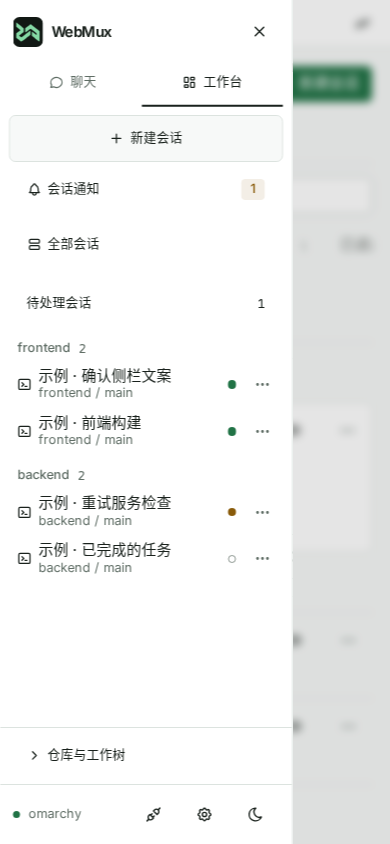 WebMux
聊天
工作台
新建会话
会话通知
1
全部会话
待处理会话
1
frontend 2
示例 · 确认侧栏文案
frontend / main
示例 · 前端构建
frontend / main
backend 2
示例 · 重试服务检查
backend / main
示例 · 已完成的任务
backend / main
仓库与工作树
omarchy